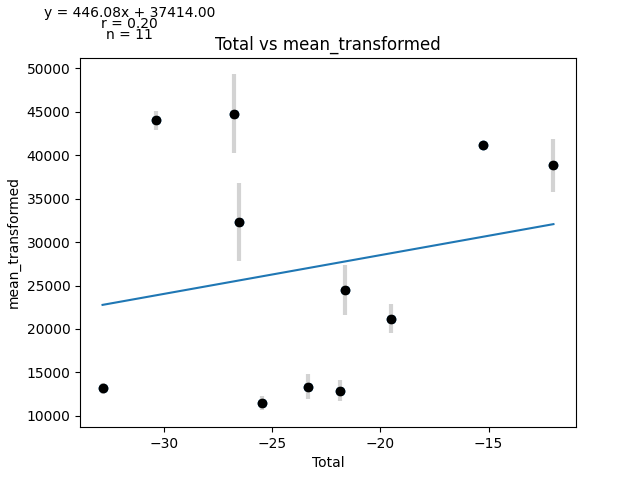 y = 446.08x + 37414.00
r = 0.20
n = 11
Total vs mean_transformed
50000
45000
40000
35000
30000
25000
20000
15000
10000
mean_transformed
−30
−25
−20
−15
Total